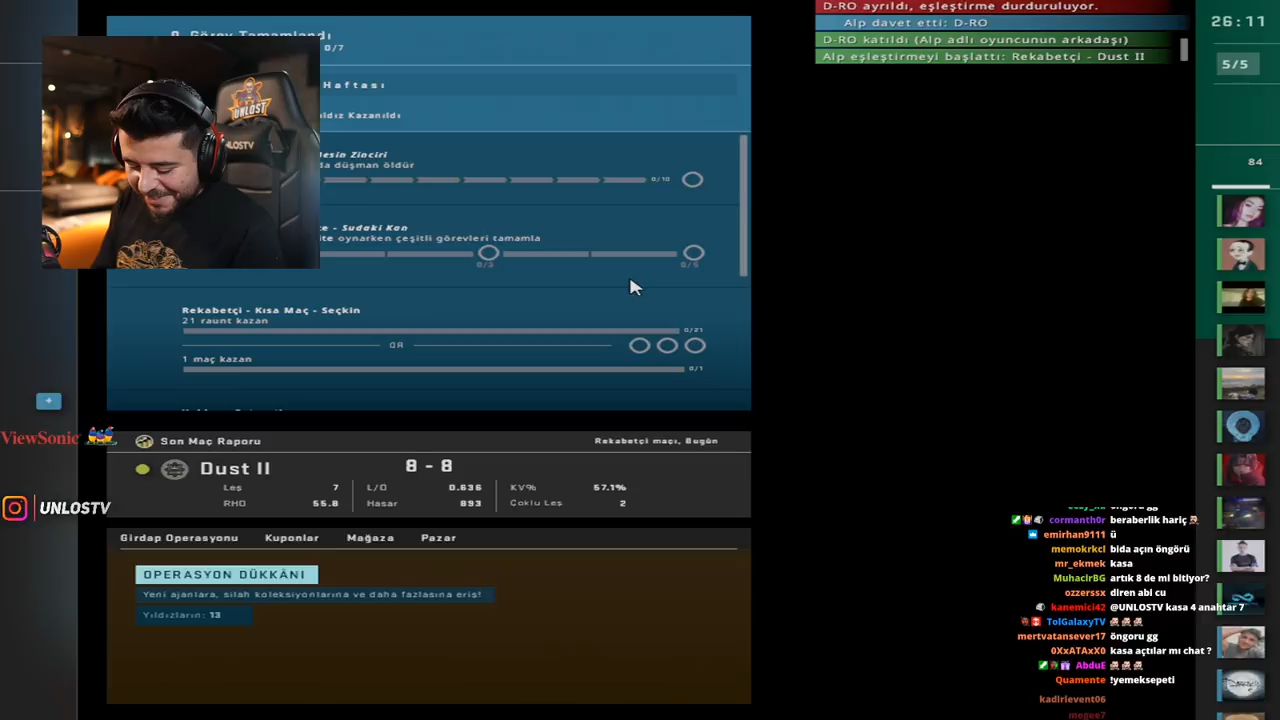 Görev Tamamlandı
0/7
Haftası
ıldız Kazanıldı
Zinciri
da düşman öldür
0/10
- Sudaki Kan
oynarken çeşitli görevleri tamamla
0/3
0/5
Rekabetçi - Kısa Maç - Seçkin
21 raunt kazan
0/21
OR
1 maç kazan
0/1
Son Maç Raporu
Rekabetçi maçı, Bugün
Dust II
8 - 8
Leş 7
L/Ö 0.636
KV% 57.1%
RHO 55.8
Hasar 893
Çoklu Leş 2
Girdap Operasyonu Kuponlar Mağaza Pazar
OPERASYON DÜKKÂNI
Yeni ajanlara, silah koleksiyonlarına ve daha fazlasına eriş!
Yıldızların: 13
UNLOST
NLOSTV
+
ViewSonic
UNLOSTV
D-RO ayrıldı, eşleştirme durduruluyor.
Alp davet etti: D-RO
D-RO katıldı (Alp adlı oyuncunun arkadaşı)
Alp eşleştirmeyi başlattı: Rekabetçi - Dust II
26:11
5/5
84
öngoru gg
cormanth0r beraberlik hariç
emirhan9111 ü
memokrkcl bIda açın öngörü
mr_ekmek kasa
MuhacirBG artık 8 de mi bitiyor?
ozzerssx diren abi cu
kanemici42 @UNLOSTV kasa 4 anahtar 7
TolGalaxyTV
mertvatansever17 öngoru gg
0XxATAxX0 kasa açtılar mı chat ?
AbduE
Quamente !yemeksepeti
kadirlevent06
megee7